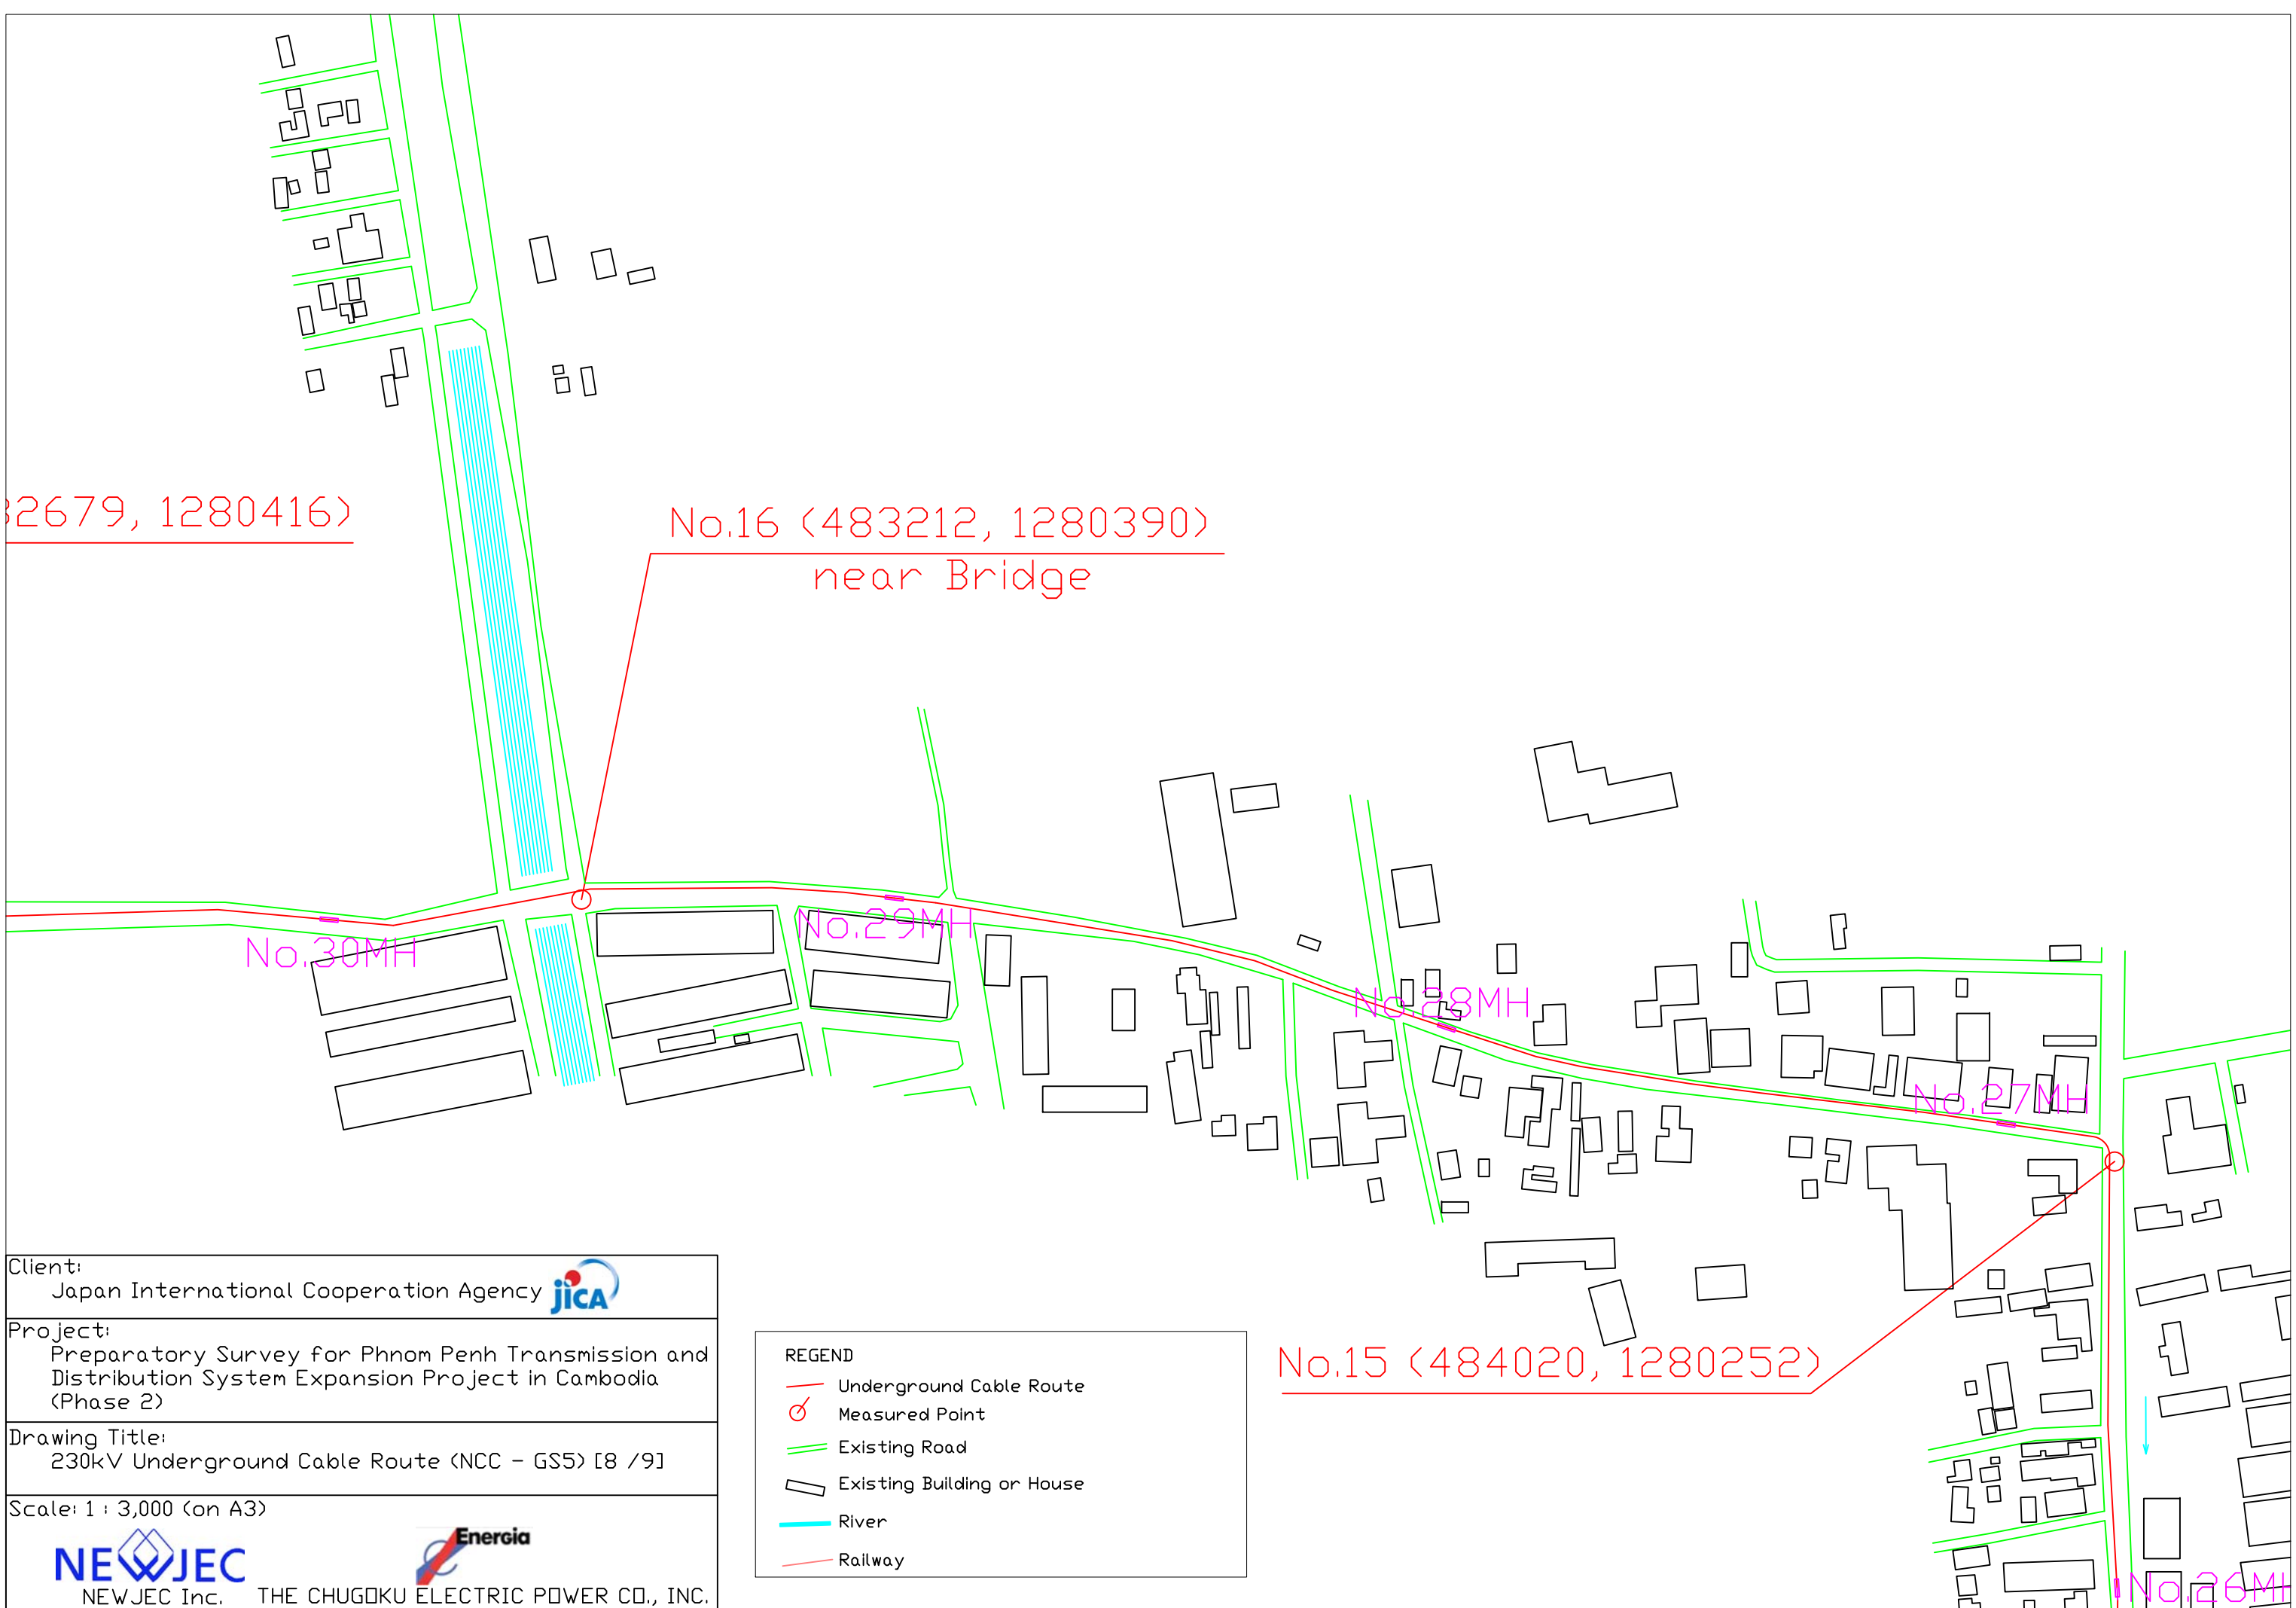 32679, 1280416)
No.16 (483212, 1280390)
near Bridge
No.29MH
No.30MH
No.28MH
No.27MH
No.15 (484020, 1280252)
No.26MH
Client:
Japan International Cooperation Agency
JICA
Project:
Preparatory Survey for Phnom Penh Transmission and
Distribution System Expansion Project in Cambodia
(Phase 2)
Drawing Title:
230kV Underground Cable Route (NCC - GS5) [8 /9]
Scale: 1 : 3,000 (on A3)
NEWJEC
NEWJEC Inc.
Energia
THE CHUGOKU ELECTRIC POWER CO., INC.
REGEND
Underground Cable Route
Measured Point
Existing Road
Existing Building or House
River
Railway